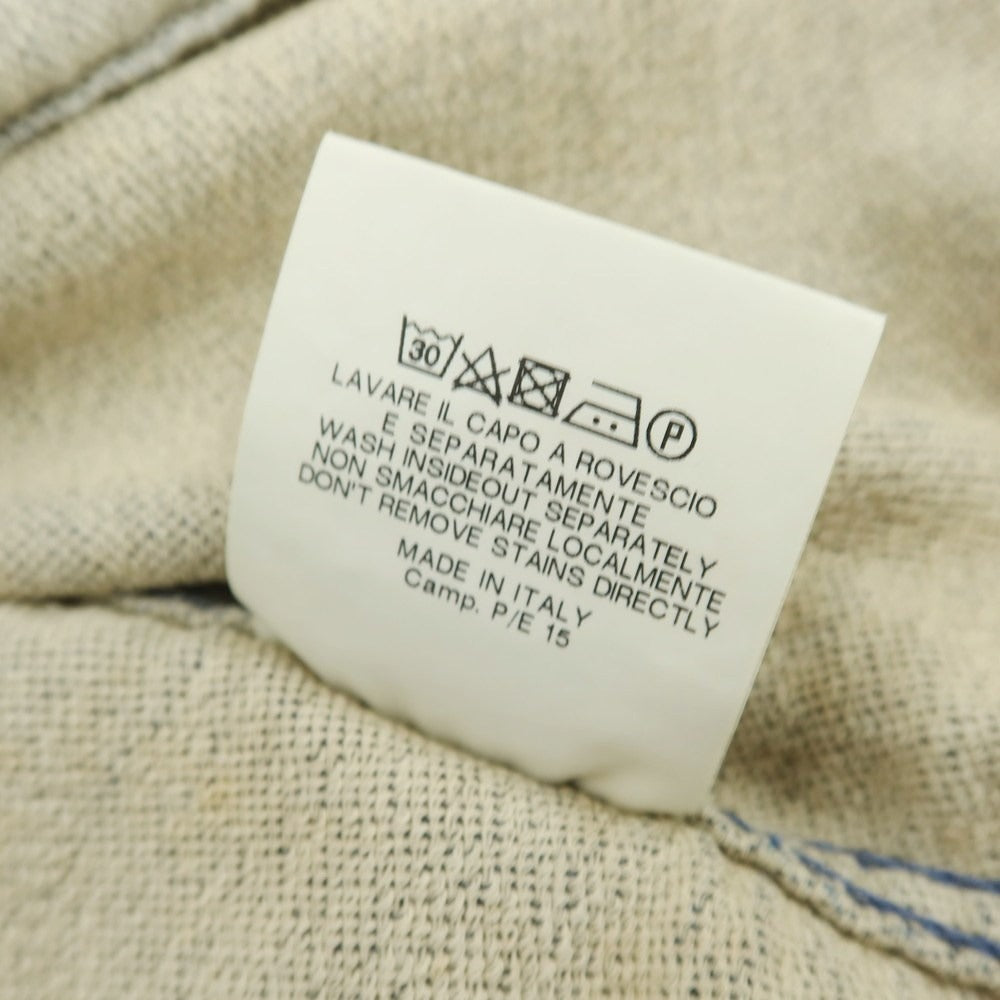 30 P
LAVARE IL CAPO A ROVESCIO
E SEPARATAMENTE
WASH INSIDEOUT SEPARATELY
NON SMACCHIARE LOCALMENTE
DON'T REMOVE STAINS DIRECTLY
MADE IN ITALY
Camp. P/E 15